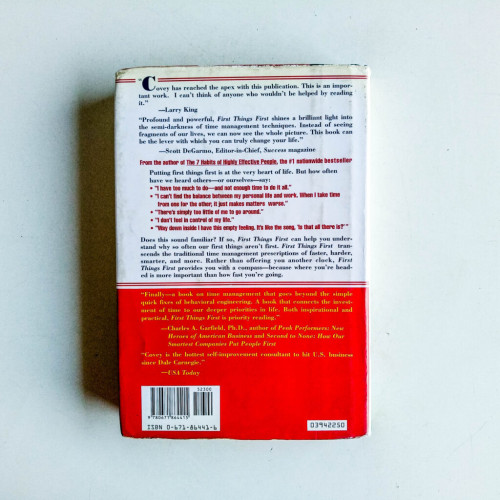 "Covey has reached the apex with this publication. This is an impor-
tant work. I can't think of anyone who wouldn't be helped by reading
it."
—Larry King
"Profound and powerful, First Things First shines a brilliant light into
the semi-darkness of time management techniques. Instead of seeing
fragments of our lives, we can now see the whole picture. This book can
be the lever with which you can truly change your life."
—Scott DeGarmo, Editor-in-Chief, Success magazine
From the author of The 7 Habits of Highly Effective People, the #1 nationwide bestseller
Putting first things first is at the very heart of life. But how often
have we heard others—or ourselves—say:
• "I have too much to do—and not enough time to do it all."
• "I can't find the balance between my personal life and work. When I take time
from one for the other, it just makes matters worse."
• "There's simply too little of me to go around."
• "I don't feel in control of my life."
• "Way down inside I have this empty feeling. It's like the song, 'Is that all there is?'"
Does this sound familiar? If so, First Things First can help you under-
stand why so often our first things aren't first. First Things First tran-
scends the traditional time management prescriptions of faster, harder,
smarter, and more. Rather than offering you another clock, First
Things First provides you with a compass—because where you're head-
ed is more important than how fast you're going.
"Finally—a book on time management that goes beyond the simple
quick fixes of behavioral engineering. A book that connects the invest-
ment of time to our deeper priorities in life. Both inspirational and
practical, First Things First is priority reading."
—Charles A. Garfield, Ph.D., author of Peak Performers: New
Heroes of American Business and Second to None: How Our
Smartest Companies Put People First
"Covey is the hottest self-improvement consultant to hit U.S. business
since Dale Carnegie."
—USA Today
52300
9 780671 864415
ISBN 0-671-86441-6
03942250